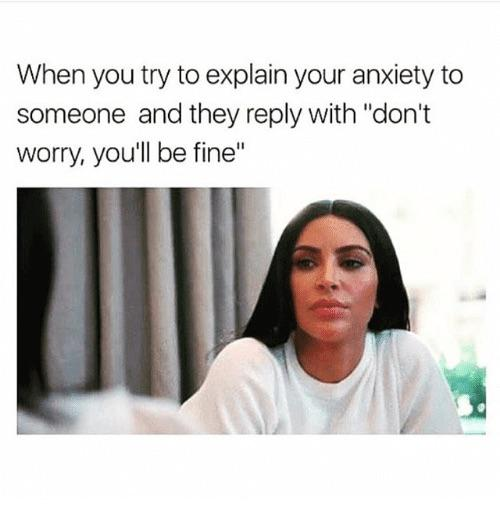 When you try to explain your anxiety to
someone and they reply with "don't
worry, you'll be fine"